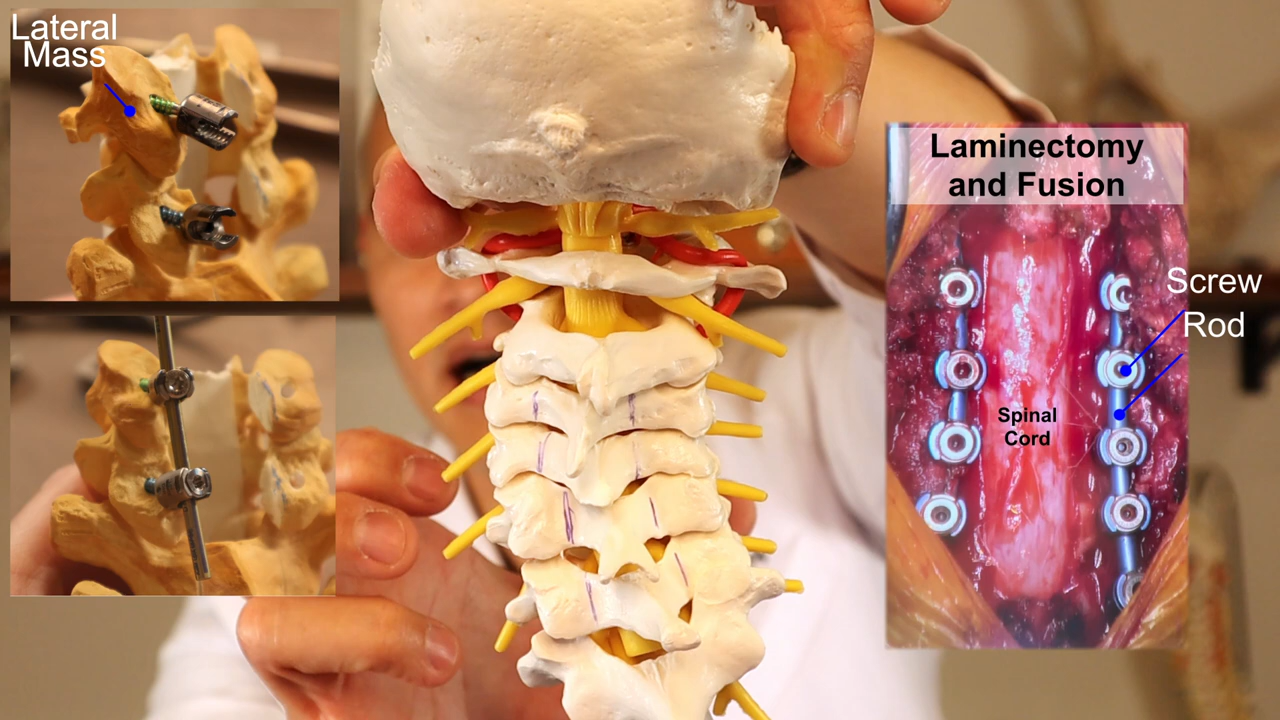 Lateral
Mass
Laminectomy
and Fusion
Screw
Rod
Spinal
Cord